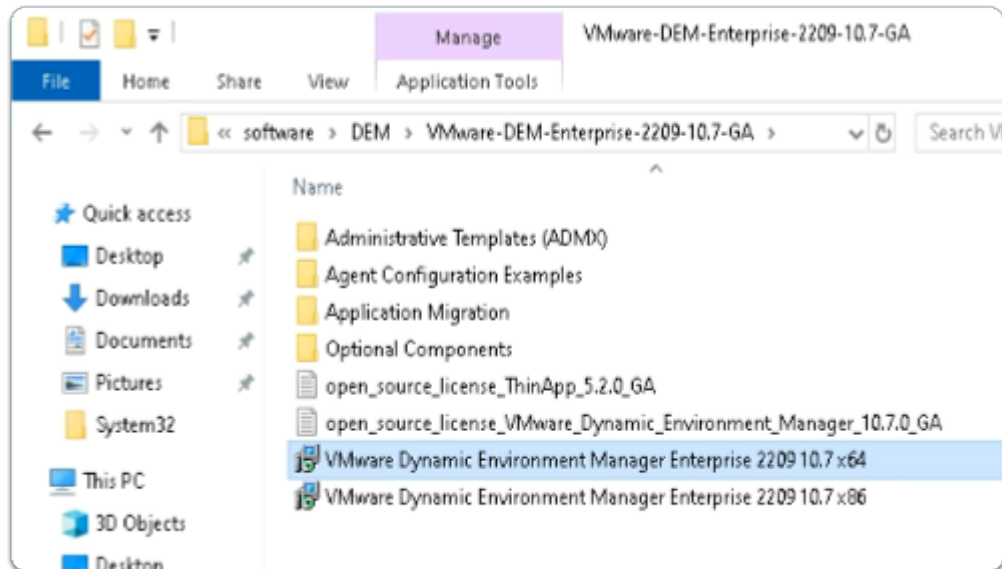 Manage VMware-DEM-Enterprise-2209-10.7-GA
File Home Share View Application Tools
« software > DEM > VMware-DEM-Enterprise-2209-10.7-GA > Search V
Name
Quick access
Desktop
Downloads
Documents
Pictures
System32
This PC
3D Objects
Desktop
Administrative Templates (ADMX)
Agent Configuration Examples
Application Migration
Optional Components
open_source_license_ThinApp_5.2.0_GA
open_source_license_VMware_Dynamic_Environment_Manager_10.7.0_GA
VMware Dynamic Environment Manager Enterprise 2209 10.7 x64
VMware Dynamic Environment Manager Enterprise 2209 10.7 x86